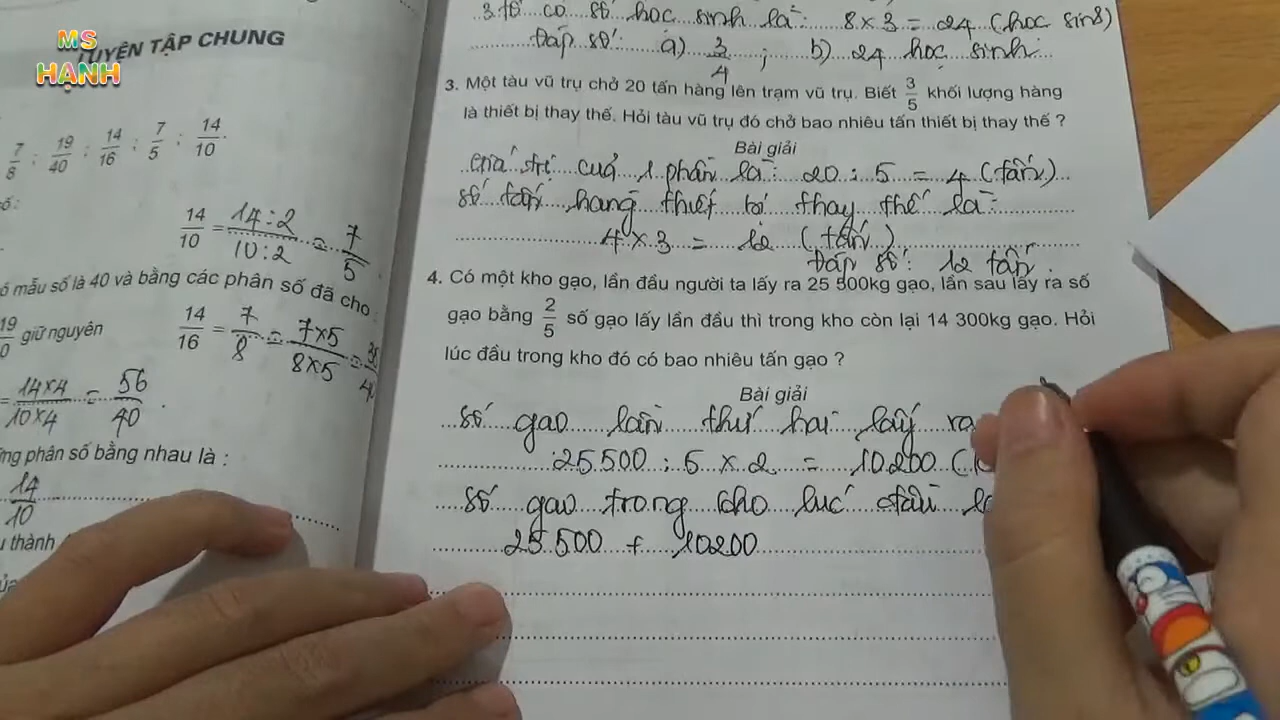 MS
HẠNH
LUYỆN TẬP CHUNG
7/8 ; 19/40 ; 14/16 ; 7/5 ; 14/10.
14/10 = 14:2/10:2 = 7/5.
ó mẫu số là 40 và bằng các phân số đã cho :
19 giữ nguyên
14/16 = 7/8 = 7×5/8×5 =
= 14×4/10×4 = 56/40.
ng phân số bằng nhau là :
14/10
thành
3 tổ có số học sinh là: 8 × 3 = 24 (học sinh)
Đáp số: a) 3/4 ; b) 24 học sinh.
3. Một tàu vũ trụ chở 20 tấn hàng lên trạm vũ trụ. Biết 3/5 khối lượng hàng
là thiết bị thay thế. Hỏi tàu vũ trụ đó chở bao nhiêu tấn thiết bị thay thế ?
Bài giải
Giá trị của 1 phần là: 20 : 5 = 4 (tấn)
Số tấn hàng thiết bị thay thế là:
4 × 3 = 12 (tấn)
Đáp số: 12 tấn.
4. Có một kho gạo, lần đầu người ta lấy ra 25 500kg gạo, lần sau lấy ra số
gạo bằng 2/5 số gạo lấy lần đầu thì trong kho còn lại 14 300kg gạo. Hỏi
lúc đầu trong kho đó có bao nhiêu tấn gạo ?
Bài giải
Số gạo lần thứ hai lấy ra
25.500 : 5 × 2 = 10.200 (
Số gạo trong kho lúc đầu
25.500 + 10200